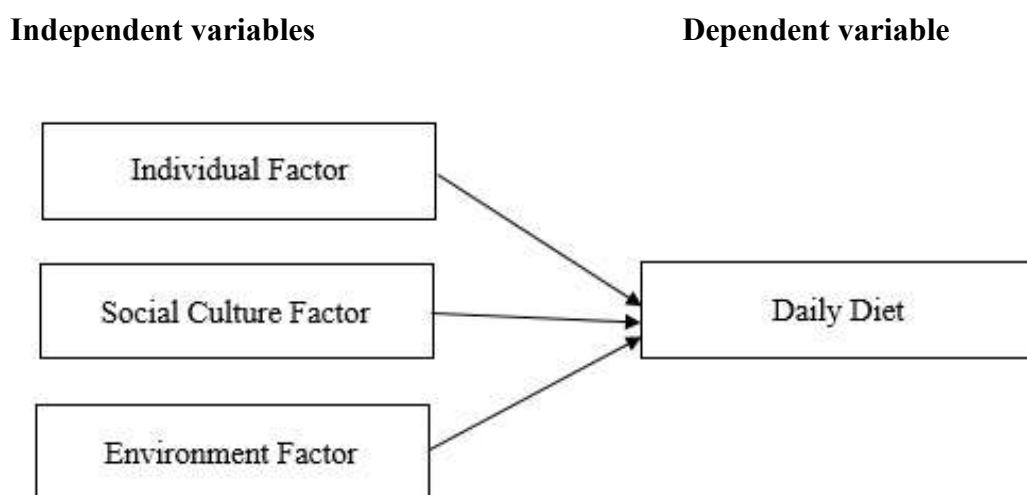 Independent variables
Dependent variable
Individual Factor
Social Culture Factor
Daily Diet
Environment Factor